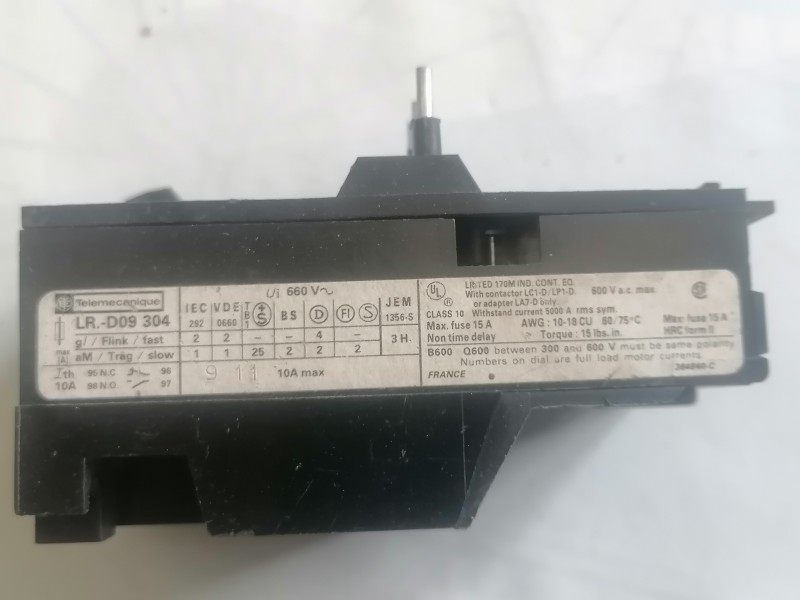 Telemecanique
LR.-D09 304
gl / Flink / fast
aM / Träg / slow
Ith 95 N.C 96
10A 98 N.O 97
Ui 660 V~
IEC VDE TB1 S BS D FI S JEM
292 0660 1356-S
2 2 – – 4 –
1 1 25 2 2 2 3 H
9 11 10A max
UL ® LISTED 170M IND. CONT. EQ.
With contactor LC1-D/LP1-D. 600 V a.c. max.
or adapter LA7-D only.
CLASS 10 Withstand current 5000 A rms sym.
Max. fuse 15 A AWG : 10-18 CU 60/75°C Max. fuse 15 A
Non time delay Torque : 15 lbs. in. HRC form II
B600 Q600 between 300 and 600 V must be same polarity
Numbers on dial are full load motor currents
FRANCE